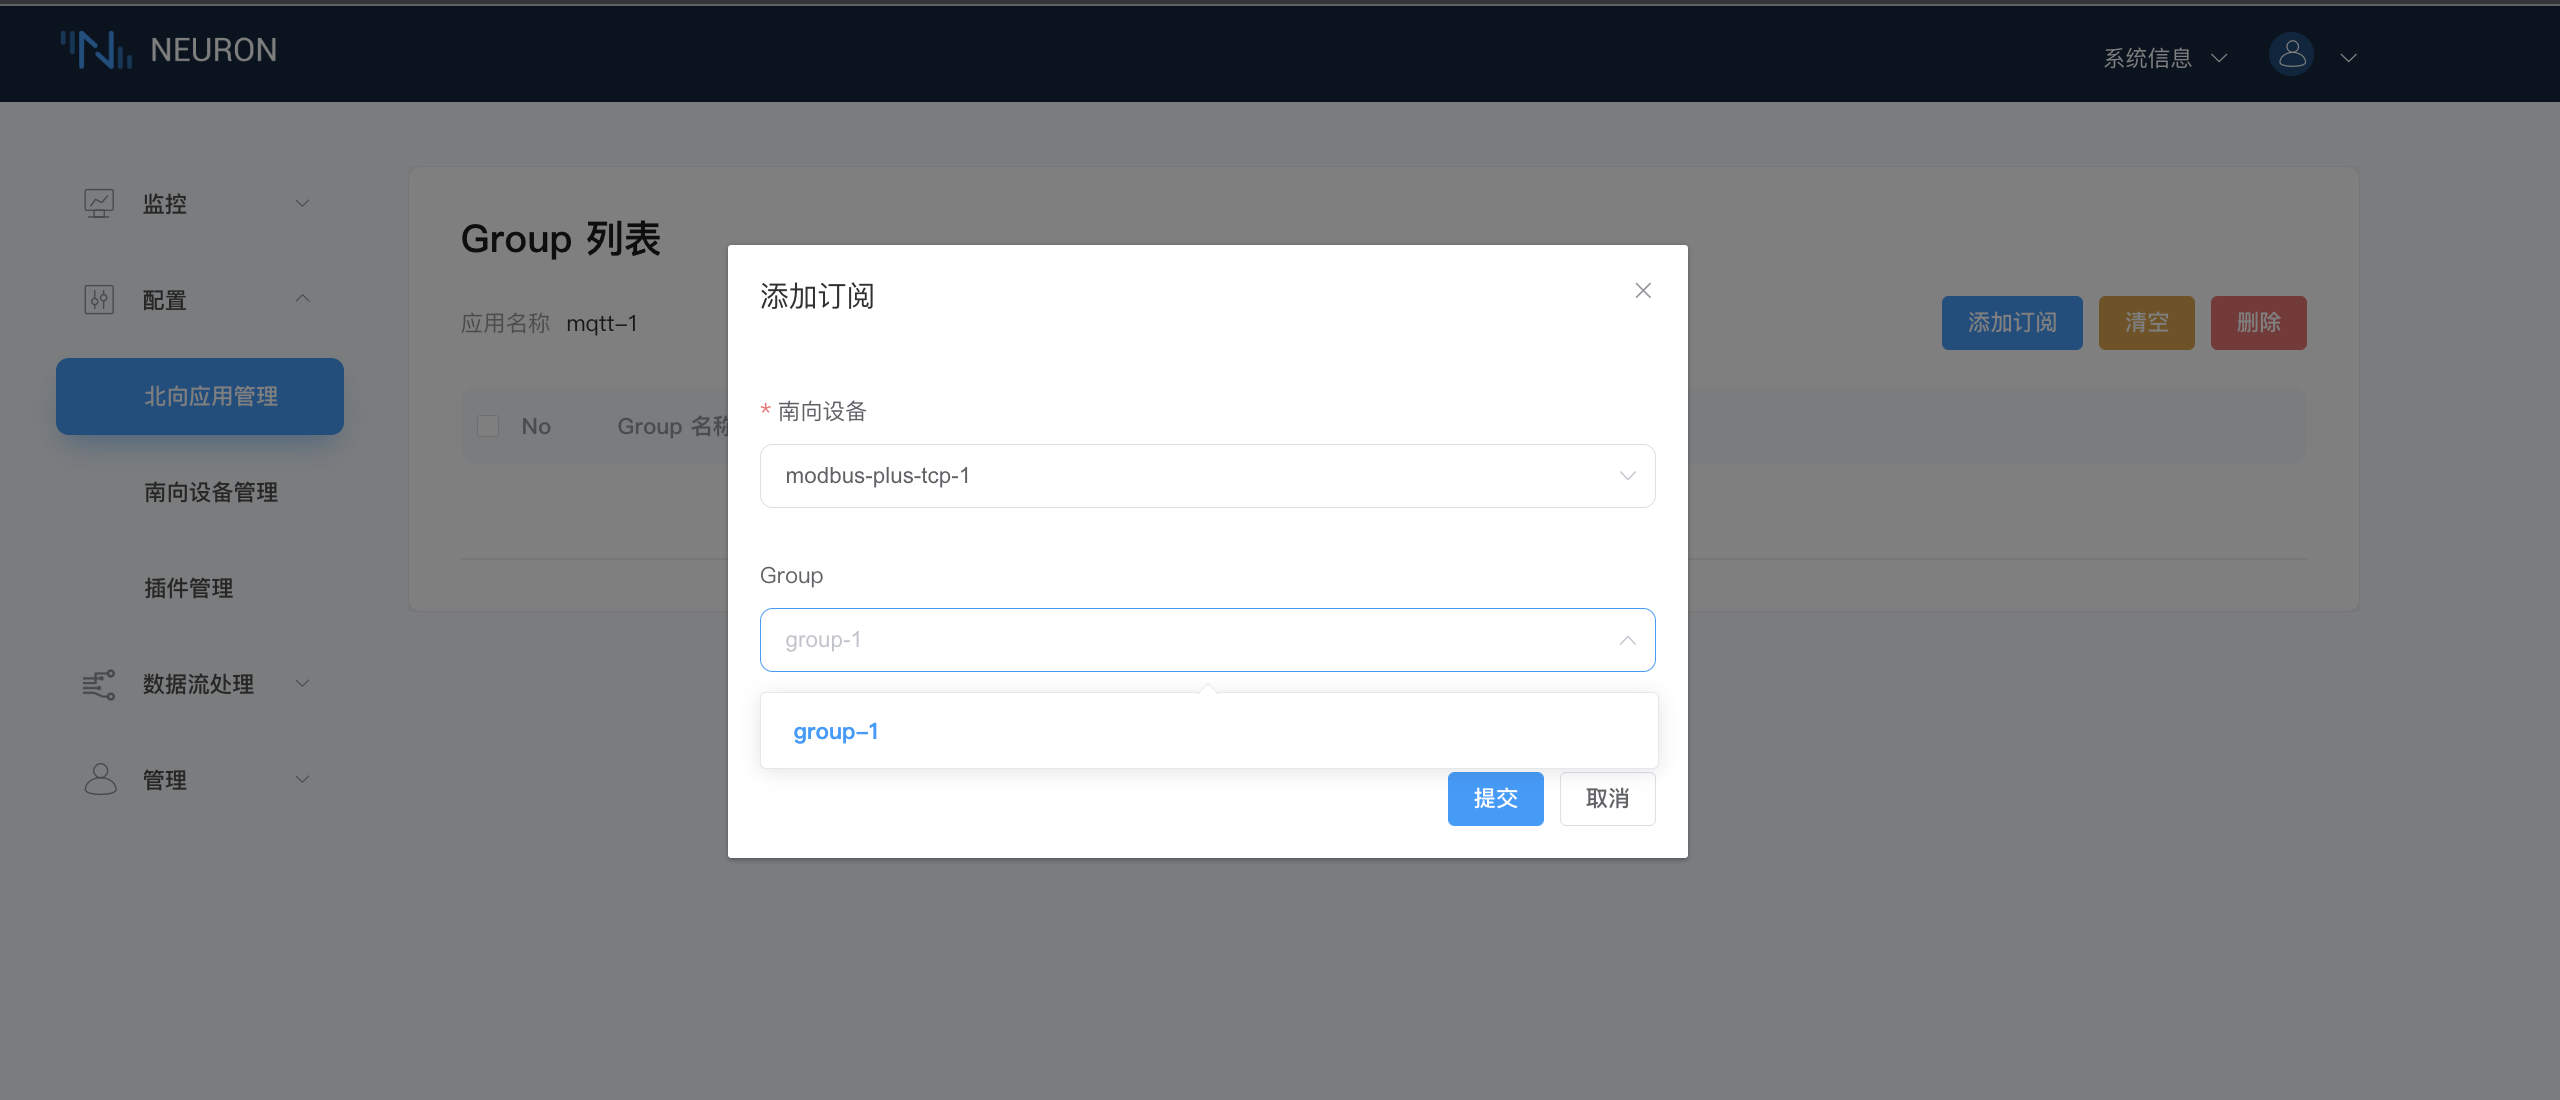 NEURON
系统信息
监控
配置
北向应用管理
南向设备管理
插件管理
数据流处理
管理
Group 列表
应用名称 mqtt-1
添加订阅 清空 删除
No Group 名称
添加订阅
* 南向设备
modbus-plus-tcp-1
Group
group-1
group-1
提交 取消